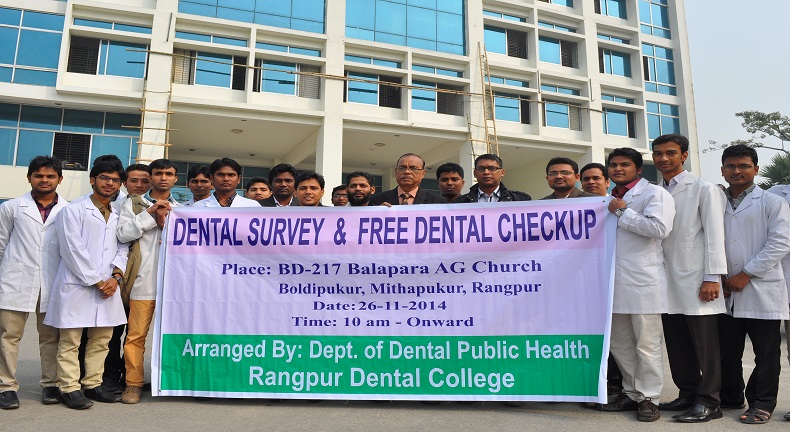 DENTAL SURVEY & FREE DENTAL CHECKUP
Place: BD-217 Balapara AG Church
Boldipukur, Mithapukur, Rangpur
Date: 26-11-2014
Time: 10 am - Onward
Arranged By: Dept. of Dental Public Health
Rangpur Dental College